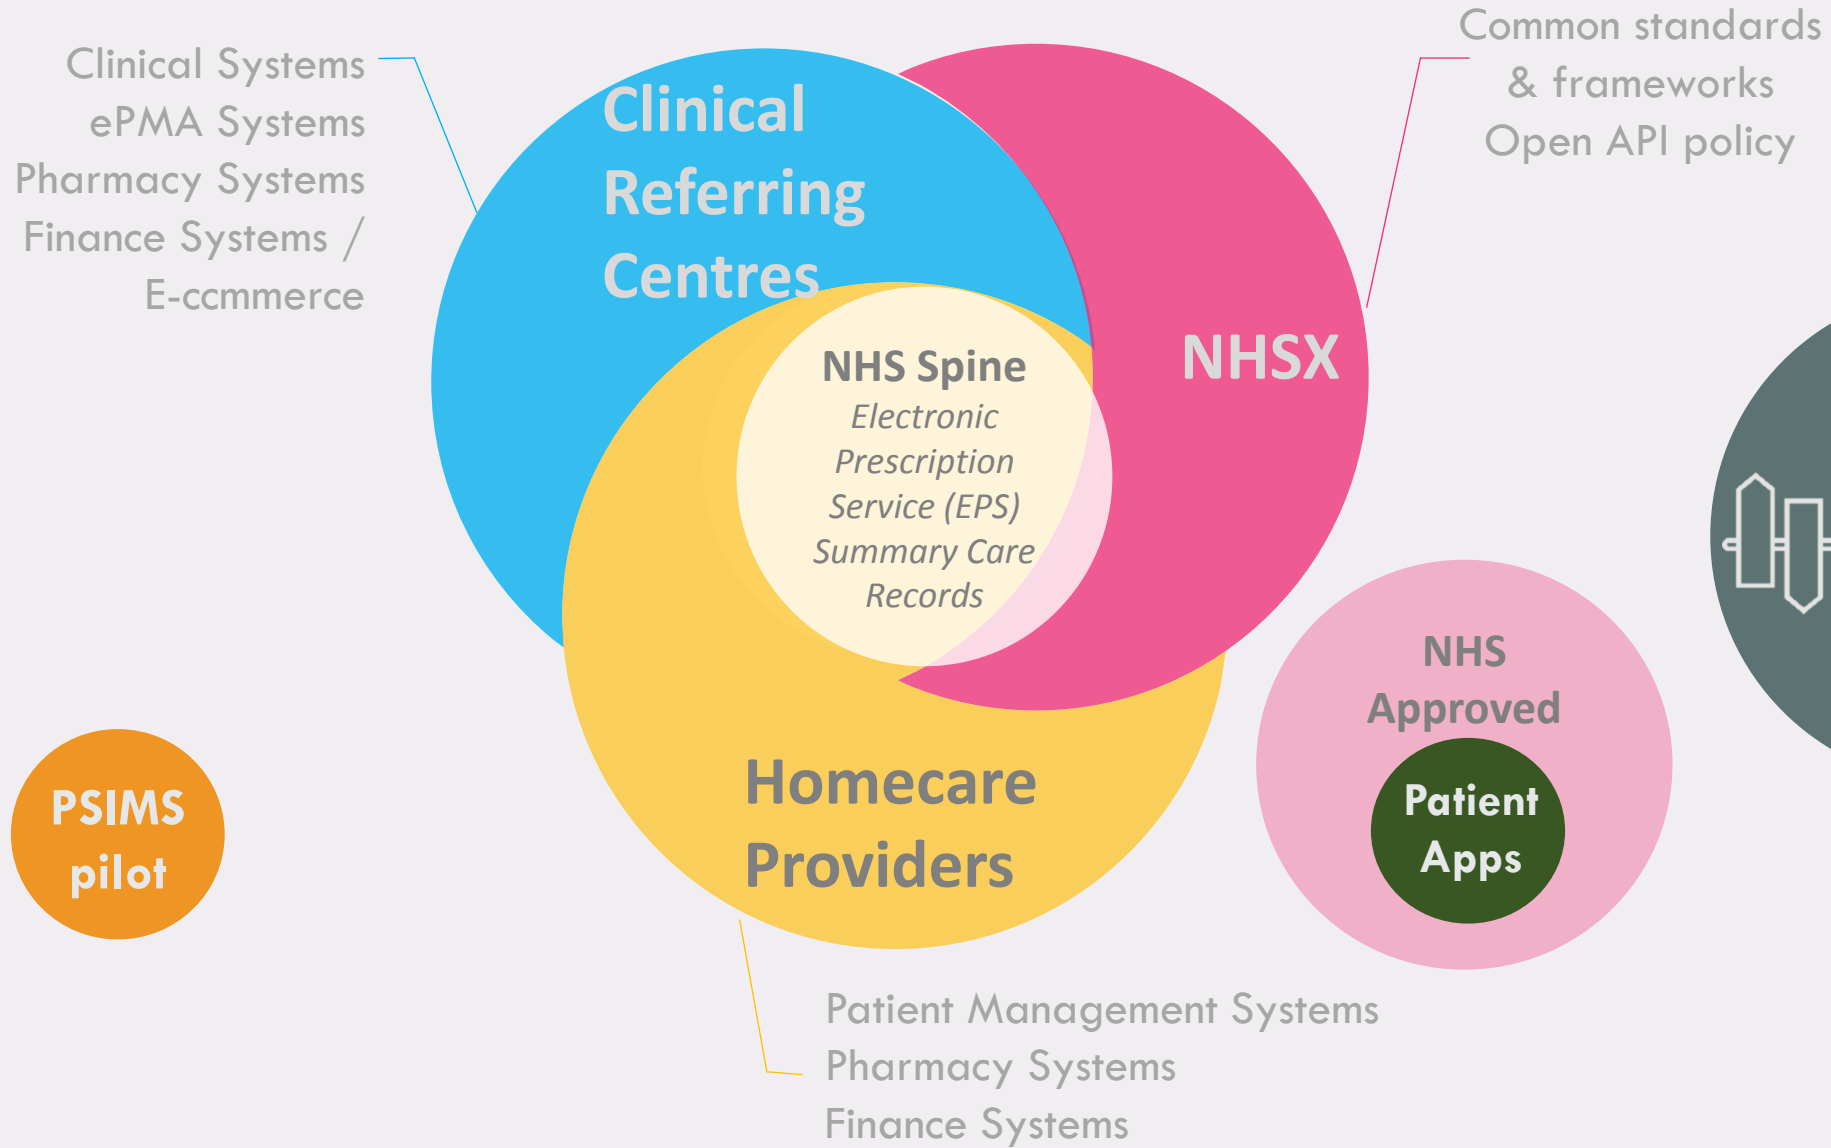 Clinical Systems
ePMA Systems
Pharmacy Systems
Finance Systems /
E-ccmmerce
Clinical
Referring
Centres
Common standards
& frameworks
Open API policy
NHSX
NHS Spine
Electronic
Prescription
Service (EPS)
Summary Care
Records
NHS
Approved
Patient
Apps
PSIMS
pilot
Homecare
Providers
Patient Management Systems
Pharmacy Systems
Finance Systems